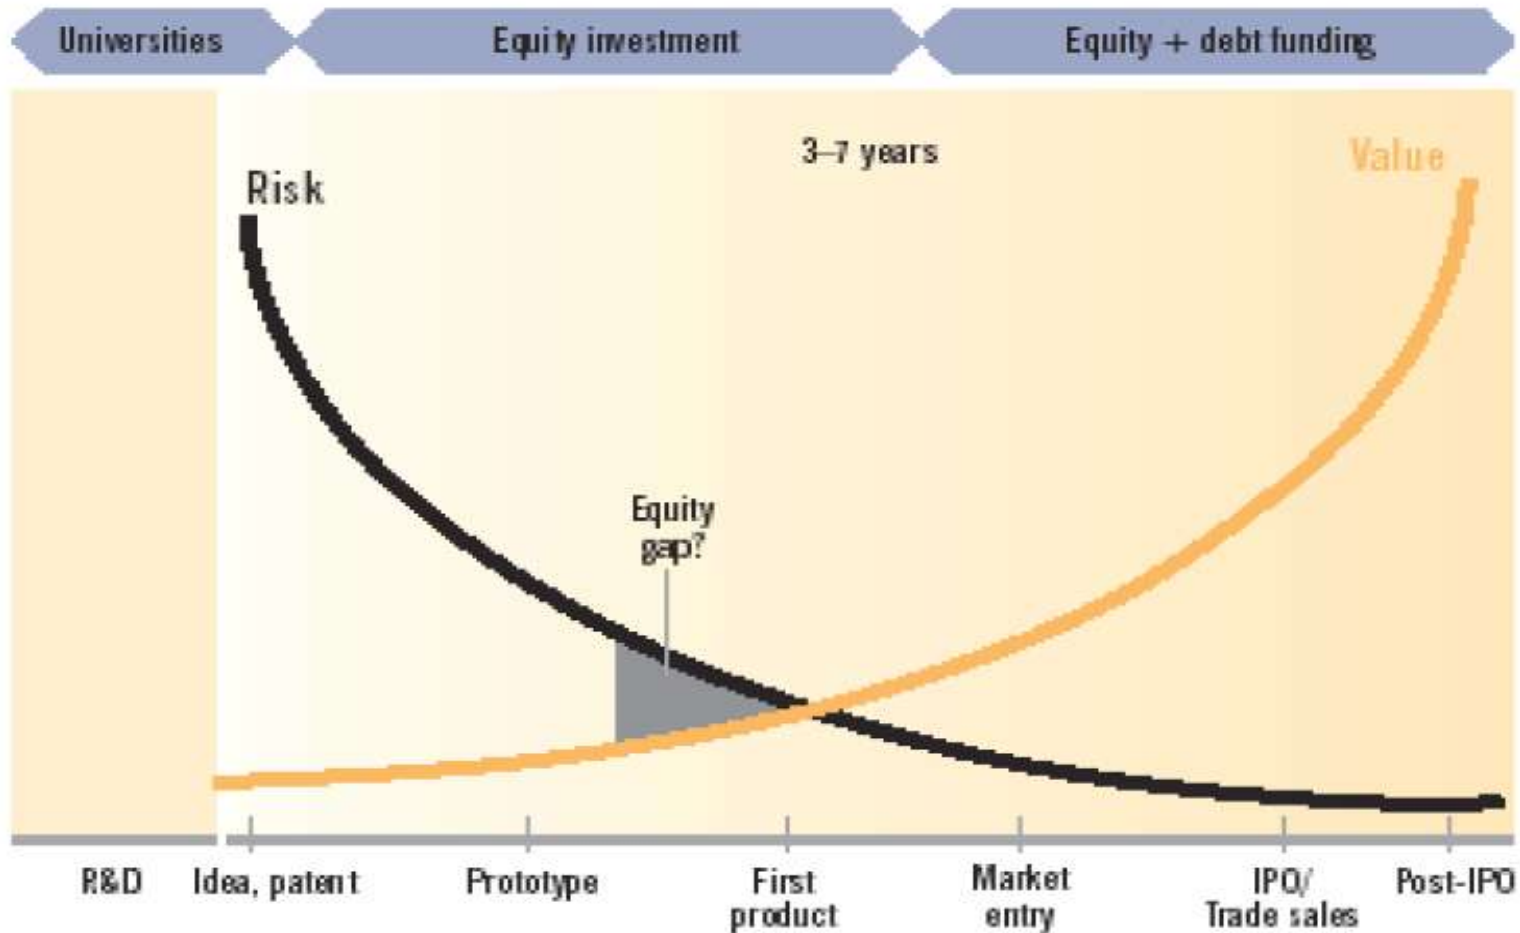 Universities
Equity investment
Equity + debt funding
3–7 years
Value
Risk
Equity
gap?
R&D
Idea, patent
Prototype
First
product
Market
entry
IPO/
Trade sales
Post-IPO